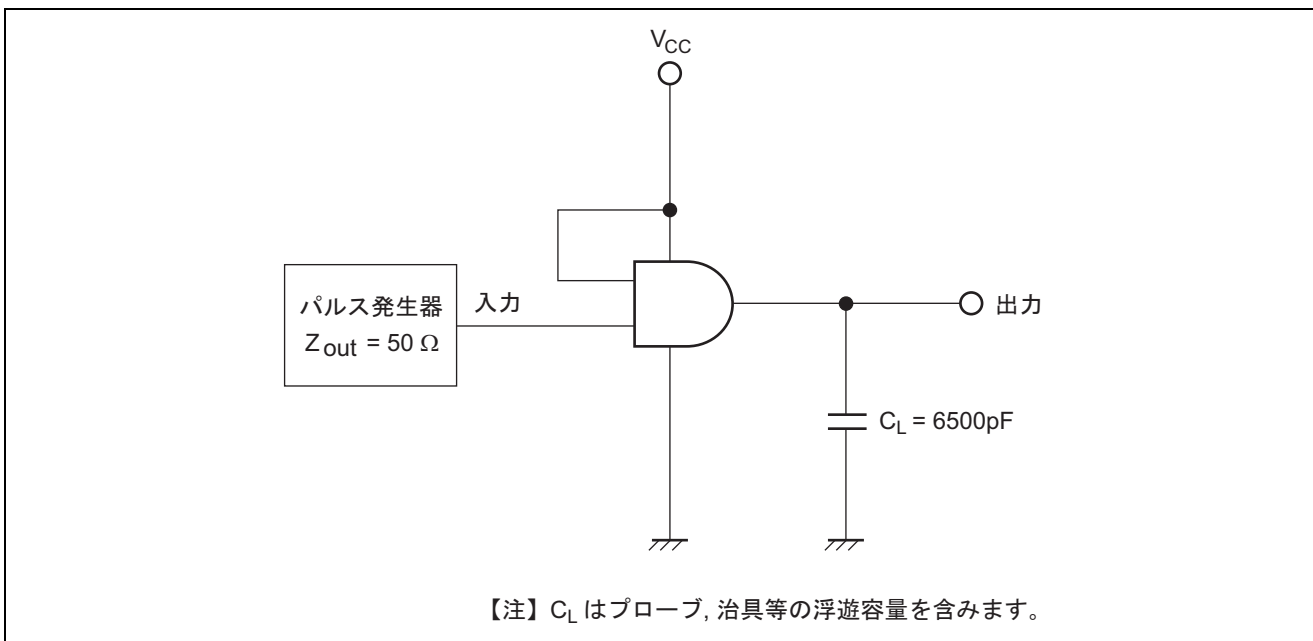 VCC
パルス発生器
Zout = 50 Ω
入力
出力
CL = 6500pF
【注】CL はプローブ, 治具等の浮遊容量を含みます。